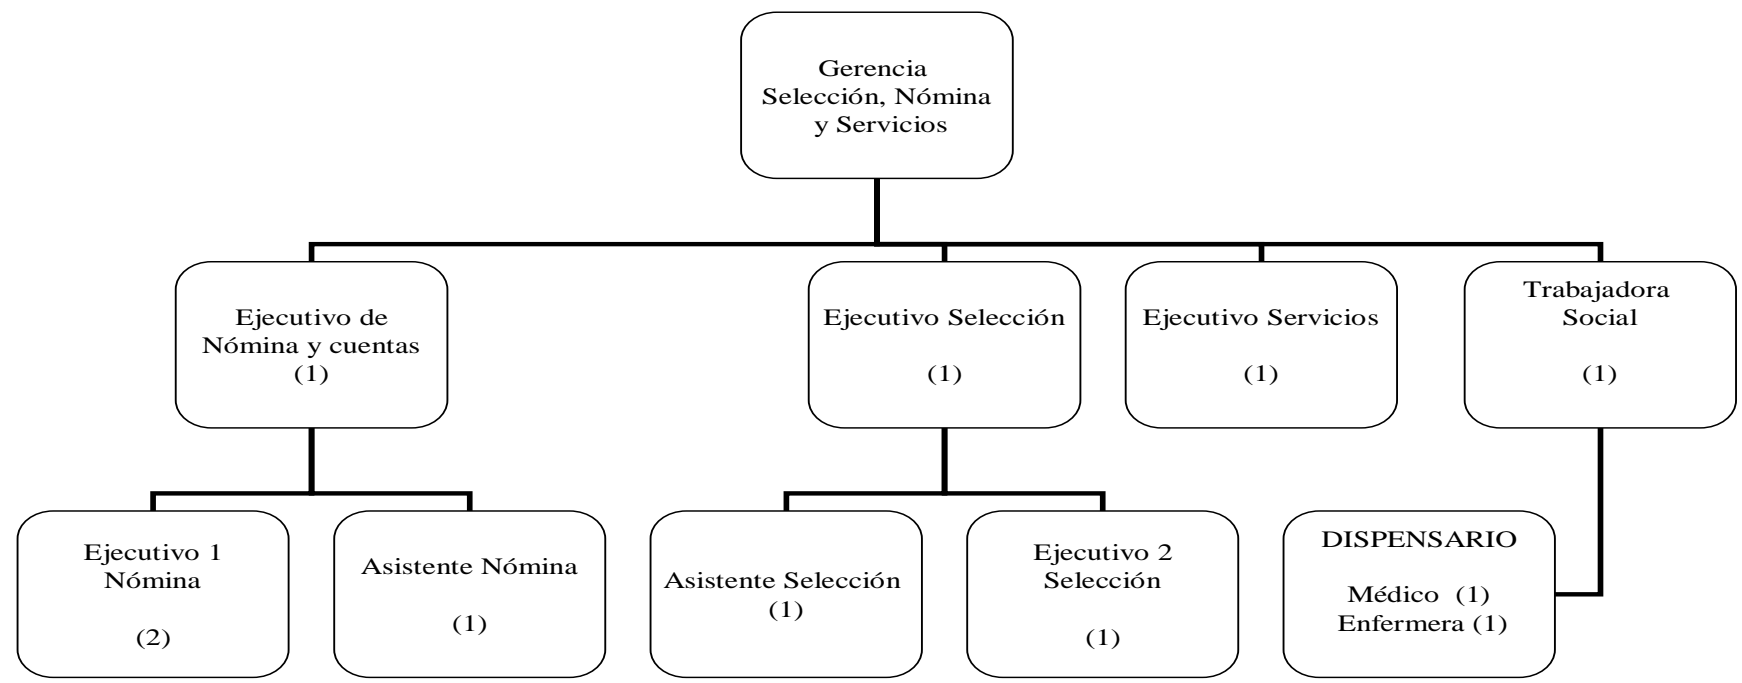 Gerencia
Selección, Nómina
y Servicios
Ejecutivo de
Nómina y cuentas
(1)
Ejecutivo Selección
(1)
Ejecutivo Servicios
(1)
Trabajadora
Social
(1)
Ejecutivo 1
Nómina
(2)
Asistente Nómina
(1)
Asistente Selección
(1)
Ejecutivo 2
Selección
(1)
DISPENSARIO
Médico (1)
Enfermera (1)